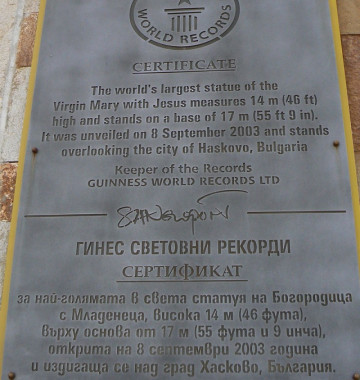 WORLD RECORDS
CERTIFICATE
The world's largest statue of the
Virgin Mary with Jesus measures 14 m (46 ft)
high and stands on a base of 17 m (55 ft 9 in).
It was unveiled on 8 September 2003 and stands
overlooking the city of Haskovo, Bulgaria
Keeper of the Records
GUINNESS WORLD RECORDS LTD
ГИНЕС СВЕТОВНИ РЕКОРДИ
СЕРТИФИКАТ
за най-голямата в света статуя на Богородица
с Младенеца, висока 14 м (46 фута),
върху основа от 17 м (55 фута и 9 инча),
открита на 8 септември 2003 година
и издигаща се над град Хасково, България.